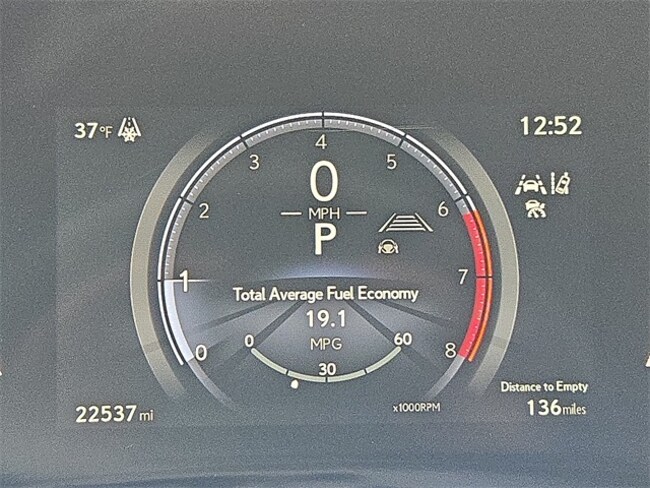 37°F
12:52
0
MPH
P
0
1
2
3
4
5
6
7
8
Total Average Fuel Economy
19.1
MPG
0
30
60
x1000RPM
22537 mi
Distance to Empty
136 miles